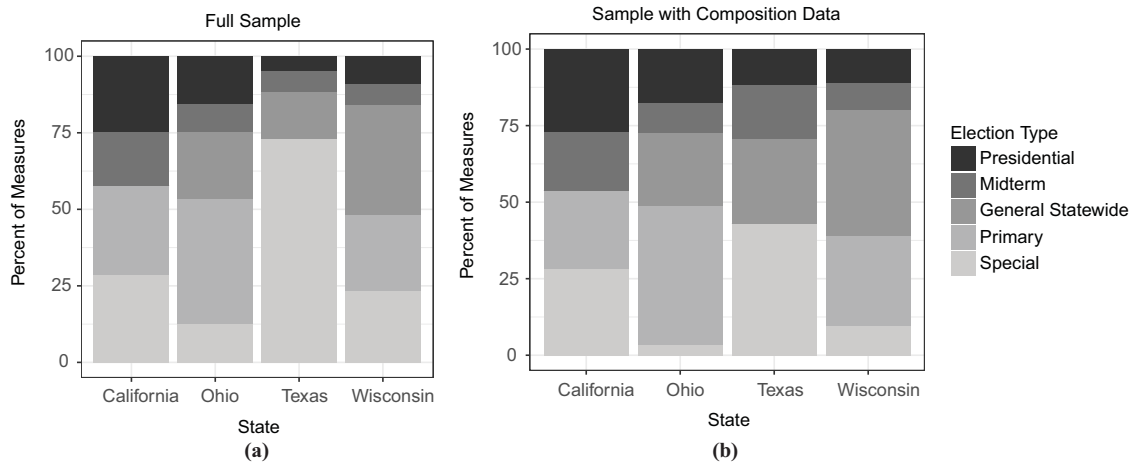 Full Sample
Percent of Measures
100
75
50
25
0
California Ohio Texas Wisconsin
State
(a)
Sample with Composition Data
Percent of Measures
100
75
50
25
0
California Ohio Texas Wisconsin
State
(b)
Election Type
Presidential
Midterm
General Statewide
Primary
Special